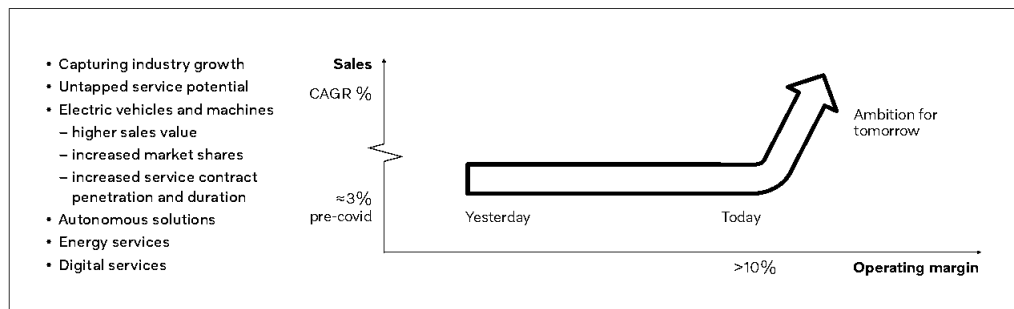 • Capturing industry growth
• Untapped service potential
• Electric vehicles and machines
– higher sales value
– increased market shares
– increased service contract
penetration and duration
• Autonomous solutions
• Energy services
• Digital services
Sales
CAGR %
≈3%
pre-covid
Yesterday
Today
Ambition for
tomorrow
>10%
Operating margin